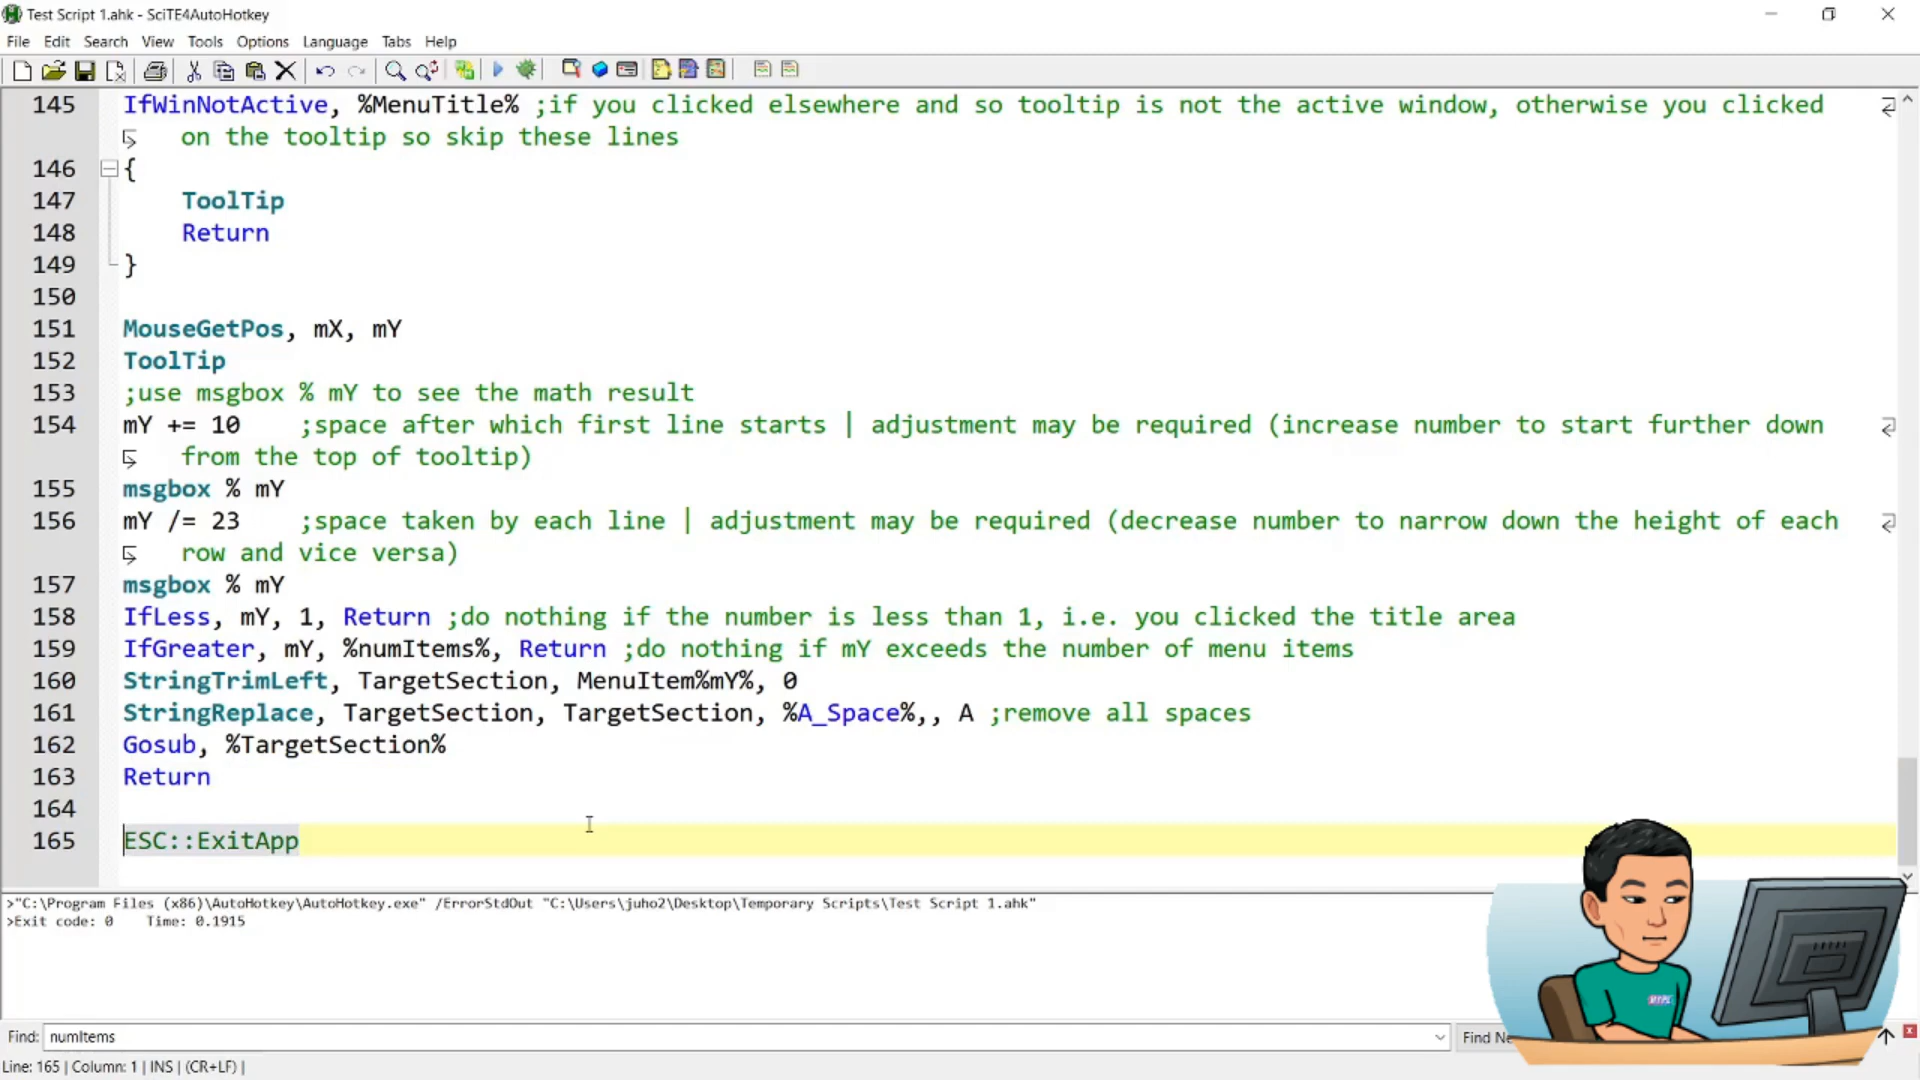 Test Script 1.ahk - SciTE4AutoHotkey
File Edit Search View Tools Options Language Tabs Help
145 IfWinNotActive, %MenuTitle% ;if you clicked elsewhere and so tooltip is not the active window, otherwise you clicked
on the tooltip so skip these lines
146 {
147 ToolTip
148 Return
149 }
150
151 MouseGetPos, mX, mY
152 ToolTip
153 ;use msgbox % mY to see the math result
154 mY += 10 ;space after which first line starts | adjustment may be required (increase number to start further down
from the top of tooltip)
155 msgbox % mY
156 mY /= 23 ;space taken by each line | adjustment may be required (decrease number to narrow down the height of each
row and vice versa)
157 msgbox % mY
158 IfLess, mY, 1, Return ;do nothing if the number is less than 1, i.e. you clicked the title area
159 IfGreater, mY, %numItems%, Return ;do nothing if mY exceeds the number of menu items
160 StringTrimLeft, TargetSection, MenuItem%mY%, 0
161 StringReplace, TargetSection, TargetSection, %A_Space%,, A ;remove all spaces
162 Gosub, %TargetSection%
163 Return
164
165 ESC::ExitApp
>"C:\Program Files (x86)\AutoHotkey\AutoHotkey.exe" /ErrorStdOut "C:\Users\juho2\Desktop\Temporary Scripts\Test Script 1.ahk"
>Exit code: 0 Time: 0.1915
Find: numItems Find Ne
Line: 165 | Column: 1 | INS | (CR+LF) |